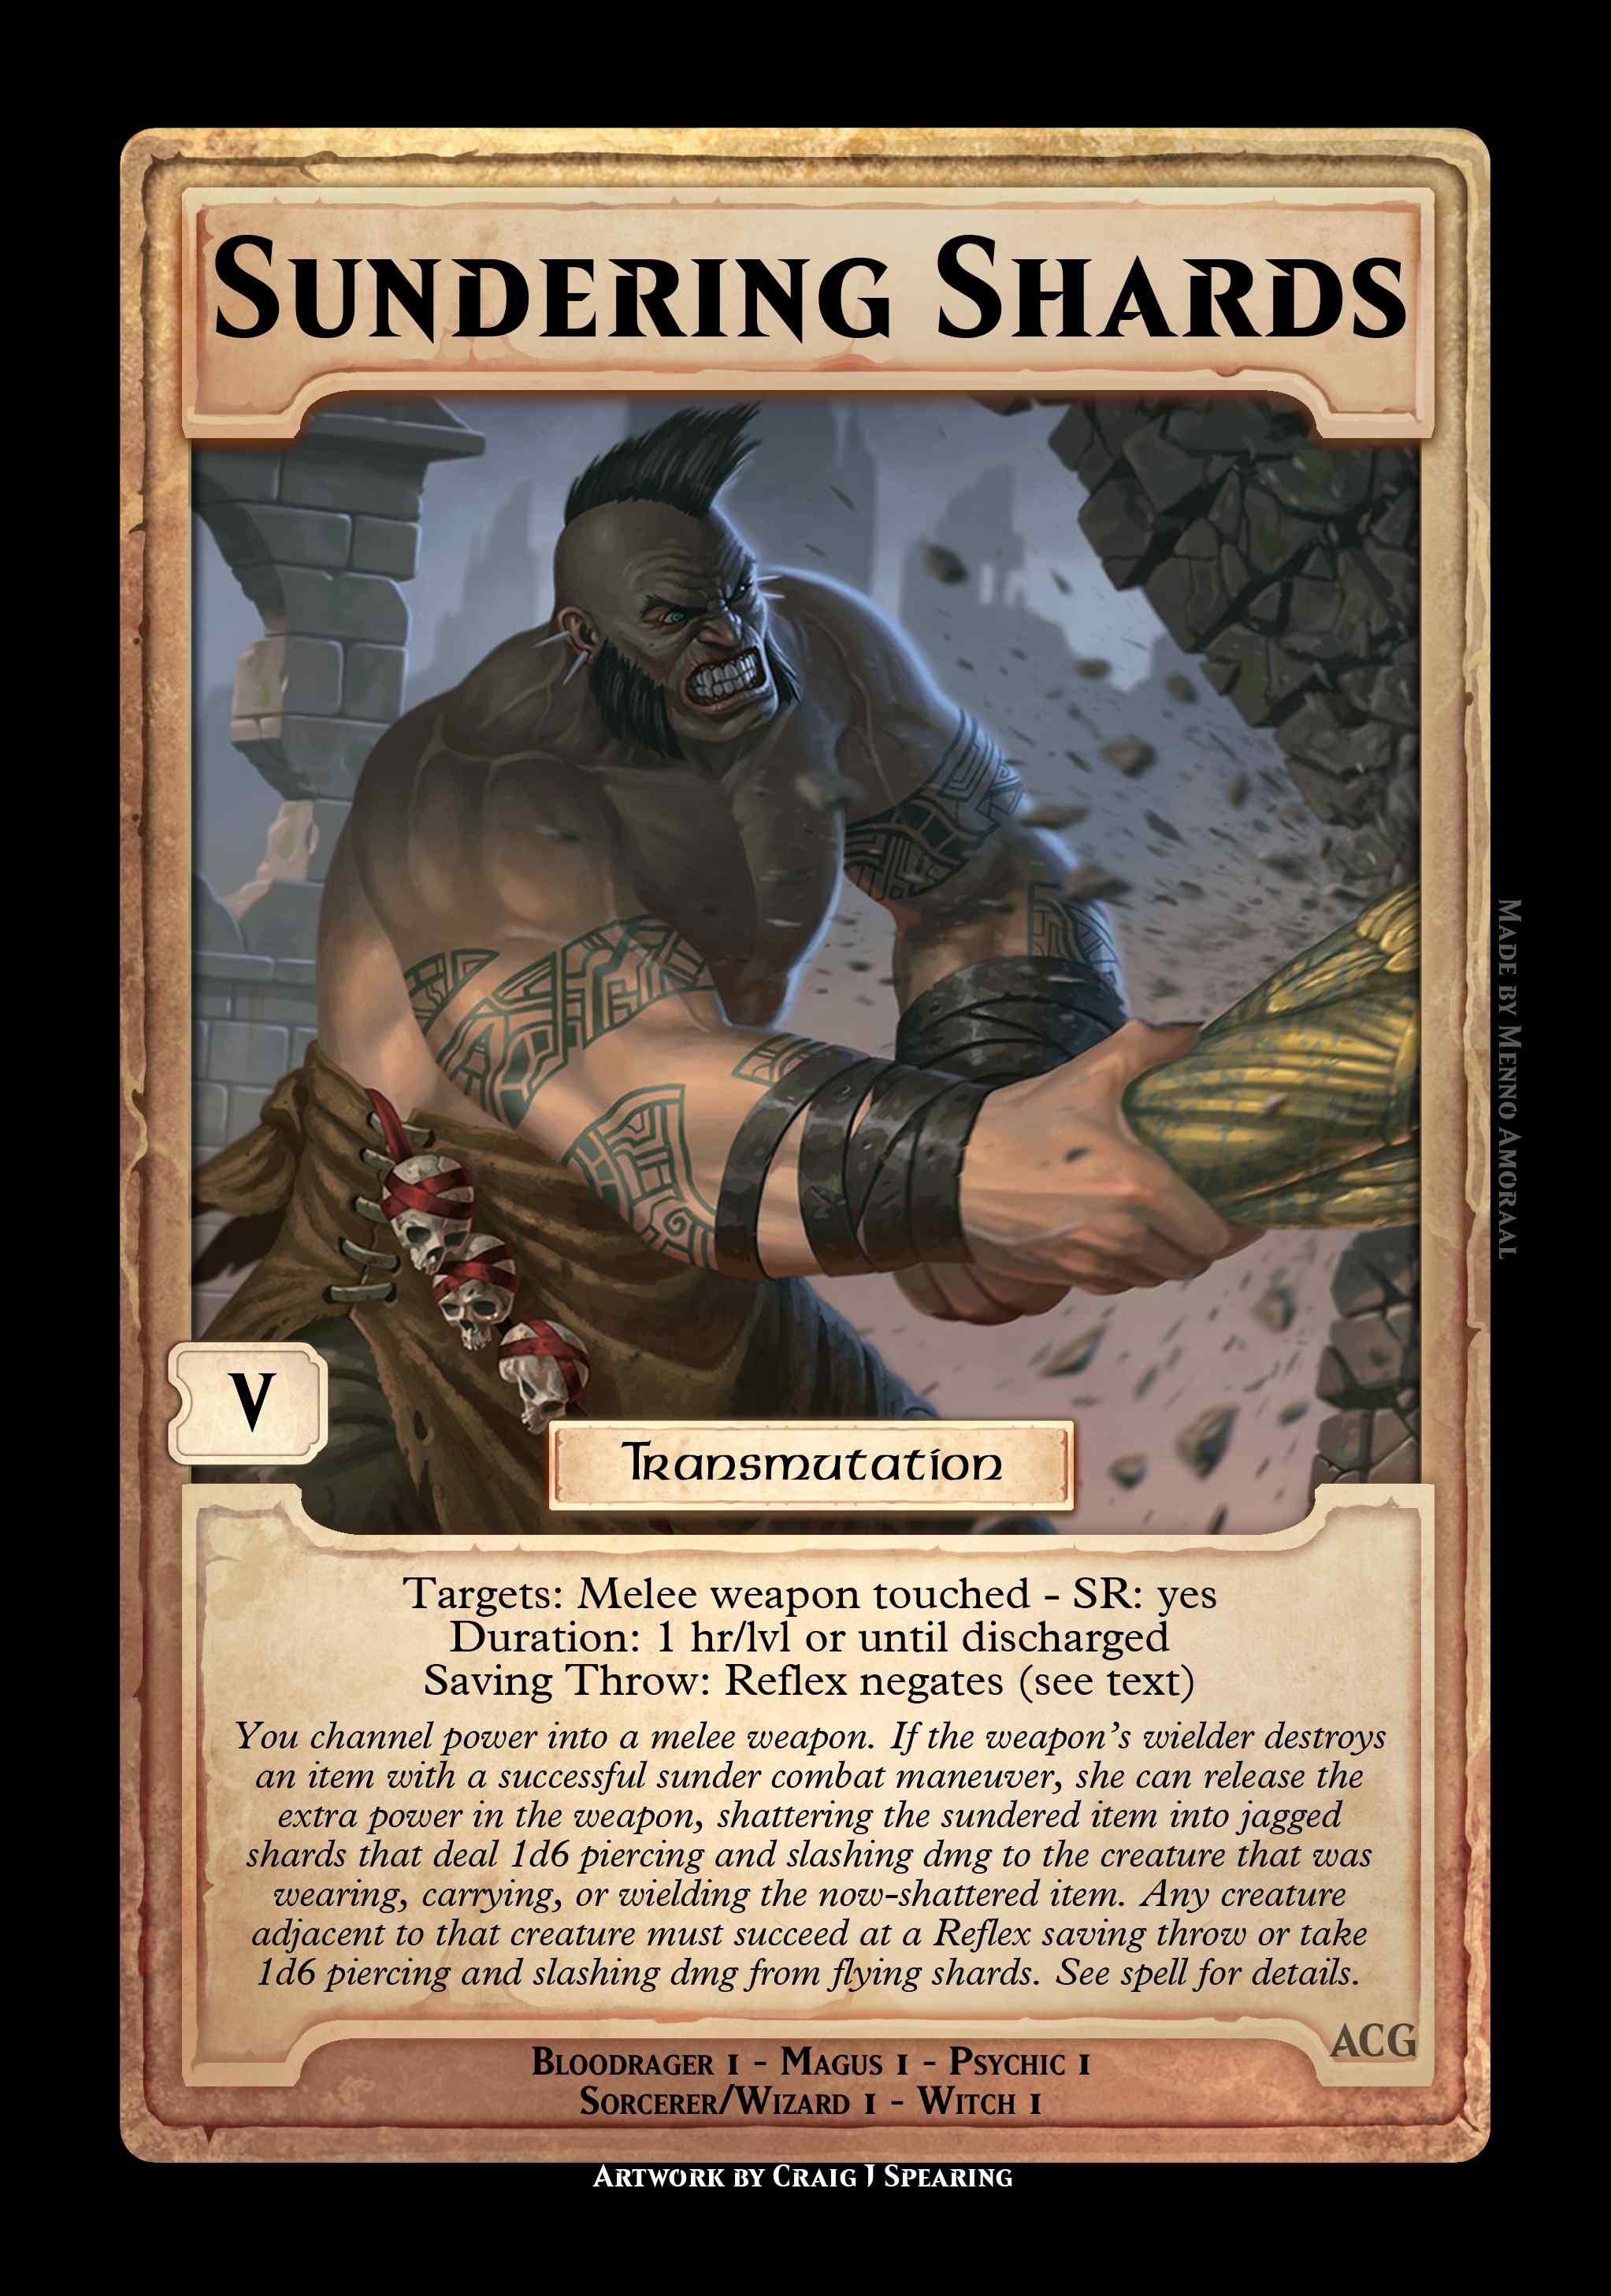 Sundering Shards
V
Transmutation
Targets: Melee weapon touched - SR: yes
Duration: 1 hr/lvl or until discharged
Saving Throw: Reflex negates (see text)
You channel power into a melee weapon. If the weapon's wielder destroys
an item with a successful sunder combat maneuver, she can release the
extra power in the weapon, shattering the sundered item into jagged
shards that deal 1d6 piercing and slashing dmg to the creature that was
wearing, carrying, or wielding the now-shattered item. Any creature
adjacent to that creature must succeed at a Reflex saving throw or take
1d6 piercing and slashing dmg from flying shards. See spell for details.
ACG
Bloodrager 1 - Magus 1 - Psychic 1
Sorcerer/Wizard 1 - Witch 1
Artwork by Craig J Spearing
Made by Menno Amoraal